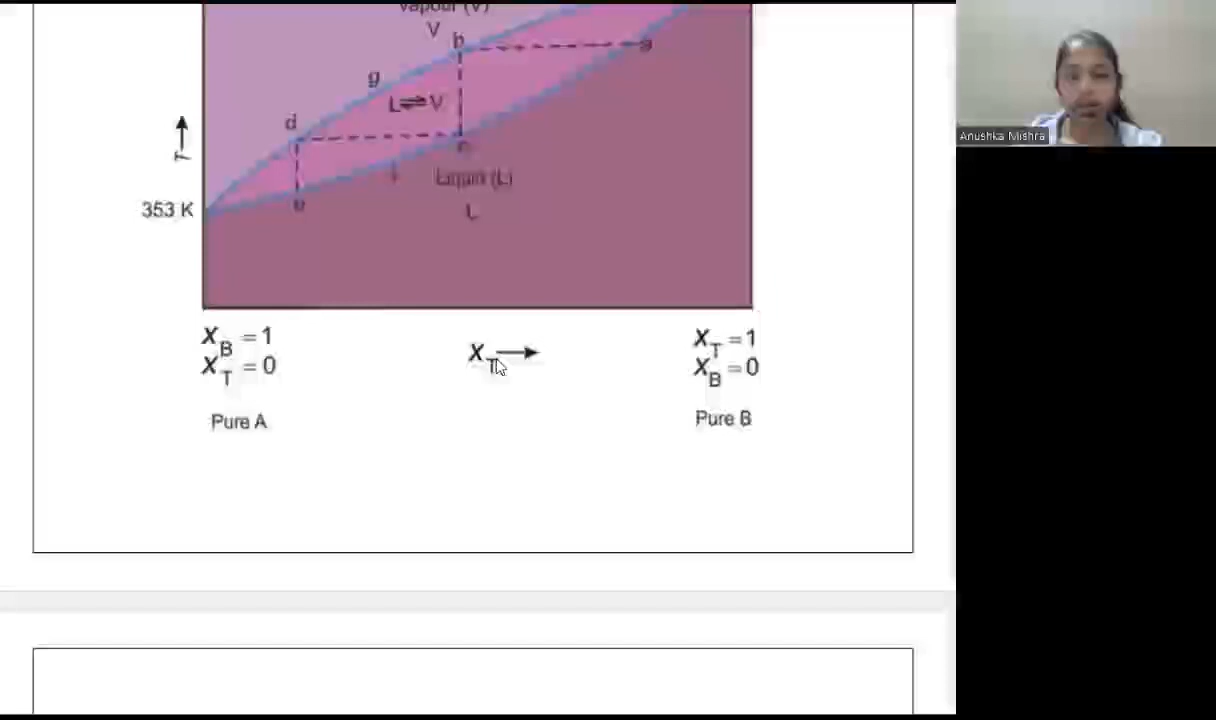 Vapour (V)
V
b
a
g
L⇌V
d
T
Liquid (L)
L
353 K
X_B = 1
X_T = 0
X_T →
X_T = 1
X_B = 0
Pure A
Pure B
Anushka Mishra